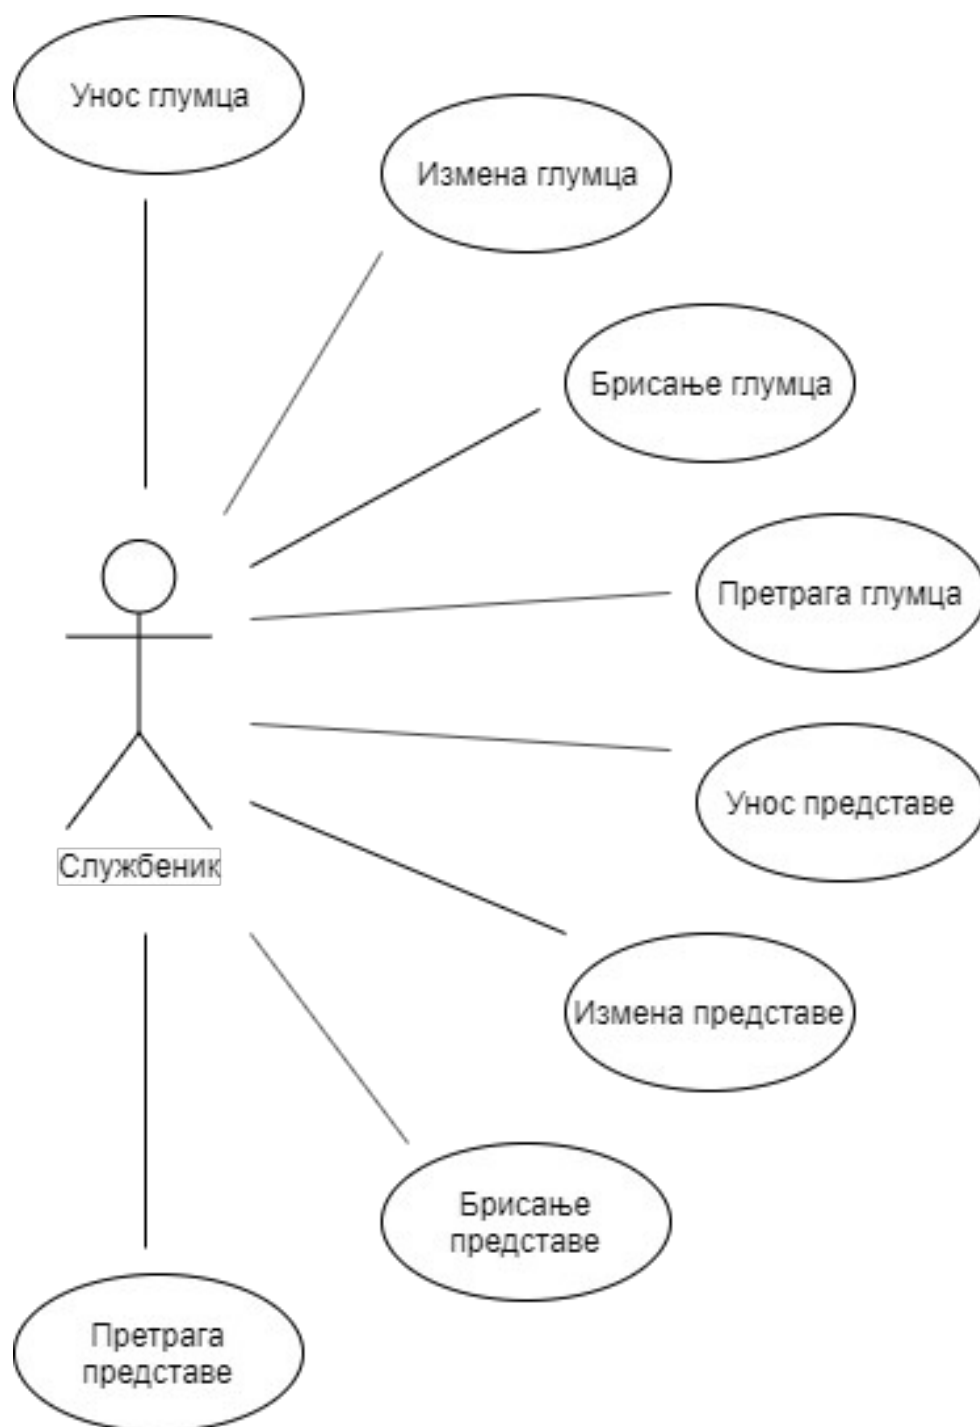 Унос глумца
Измена глумца
Брисање глумца
Претрага глумца
Унос представе
Службеник
Измена представе
Брисање
представе
Претрага
представе